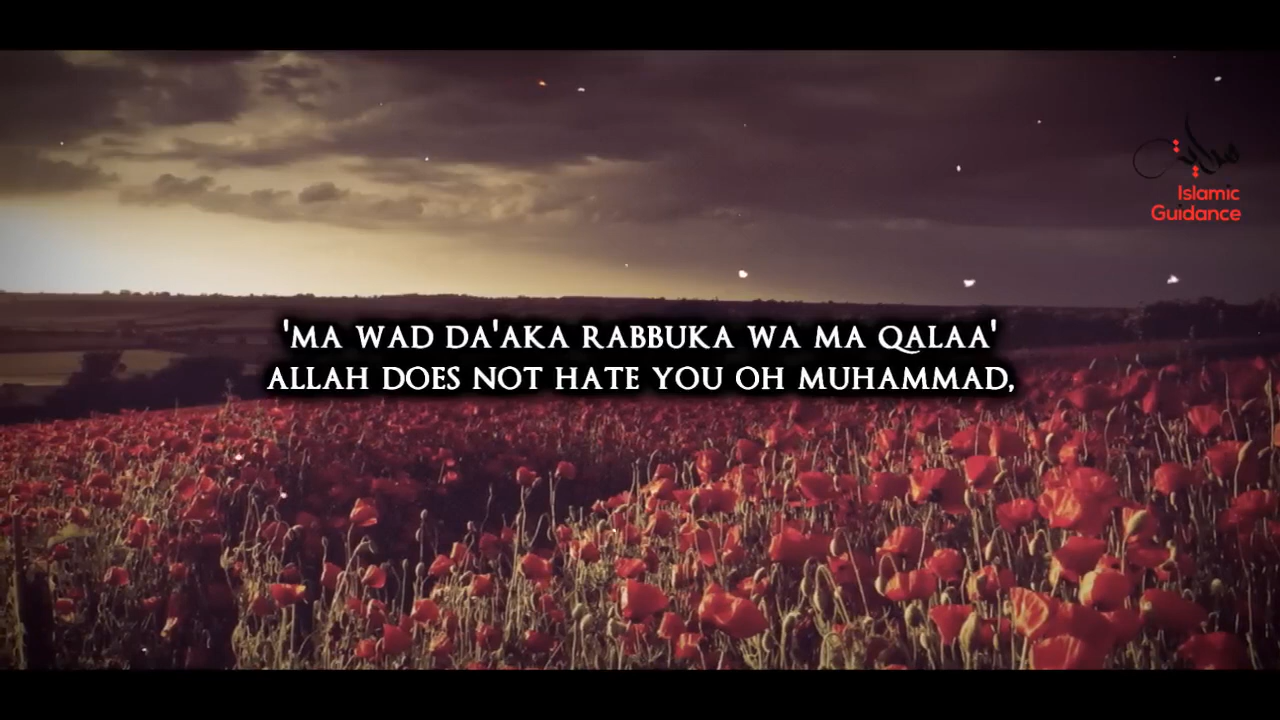 Islamic
Guidance
'MA WAD DA'AKA RABBUKA WA MA QALAA'
ALLAH DOES NOT HATE YOU OH MUHAMMAD,